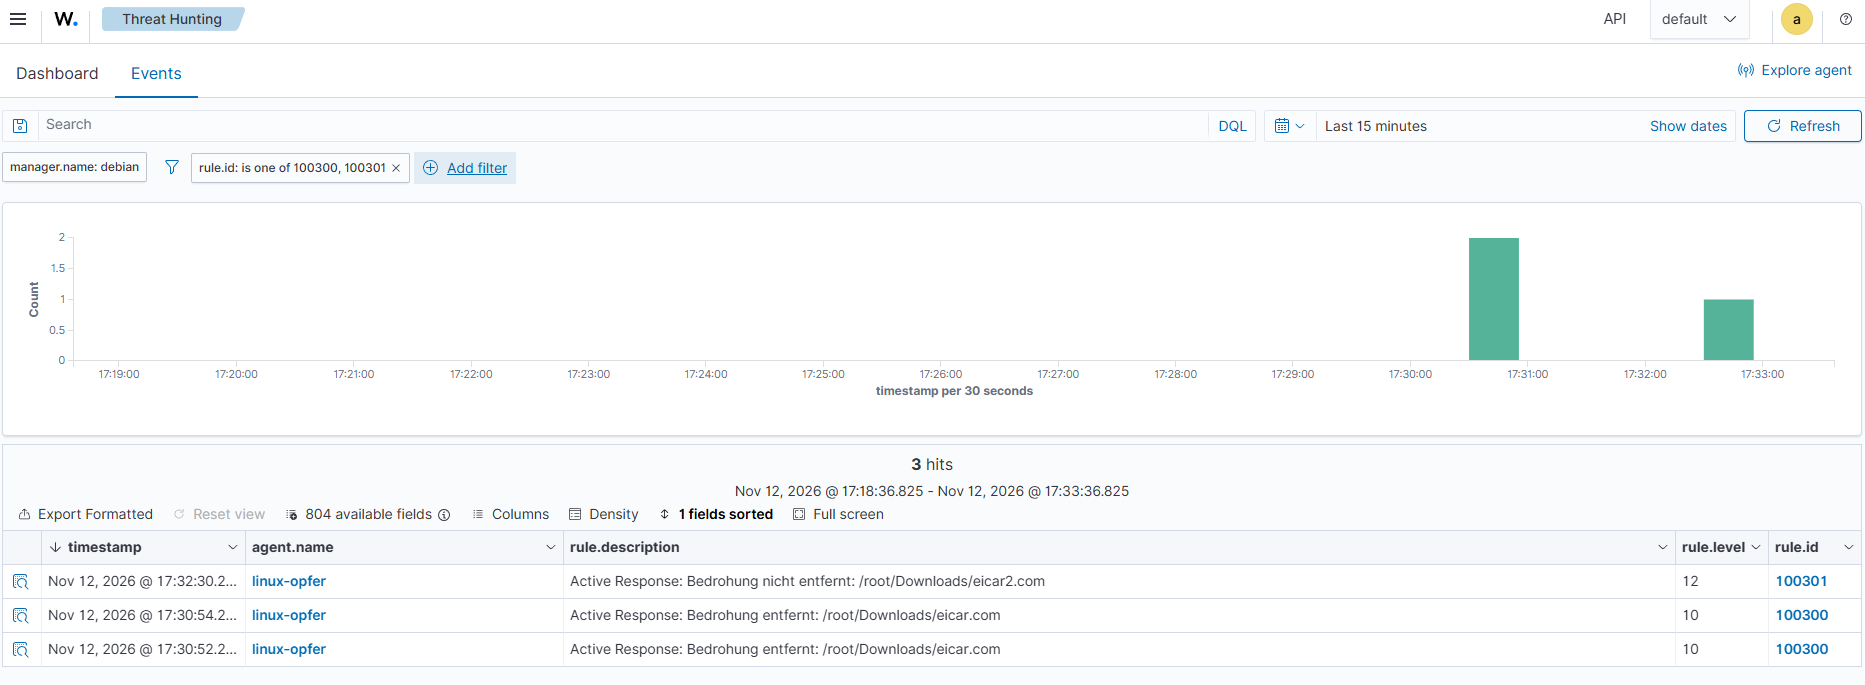 W. Threat Hunting API default a
Dashboard Events Explore agent
Search DQL Last 15 minutes Show dates Refresh
manager.name: debian rule.id: is one of 100300, 100301 × Add filter
2
1.5
1
0.5
0
Count
17:19:00 17:20:00 17:21:00 17:22:00 17:23:00 17:24:00 17:25:00 17:26:00 17:27:00 17:28:00 17:29:00 17:30:00 17:31:00 17:32:00 17:33:00
timestamp per 30 seconds
3 hits
Nov 12, 2026 @ 17:18:36.825 - Nov 12, 2026 @ 17:33:36.825
Export Formatted Reset view 804 available fields Columns Density 1 fields sorted Full screen
timestamp agent.name rule.description rule.level rule.id
Nov 12, 2026 @ 17:32:30.2... linux-opfer Active Response: Bedrohung nicht entfernt: /root/Downloads/eicar2.com 12 100301
Nov 12, 2026 @ 17:30:54.2... linux-opfer Active Response: Bedrohung entfernt: /root/Downloads/eicar.com 10 100300
Nov 12, 2026 @ 17:30:52.2... linux-opfer Active Response: Bedrohung entfernt: /root/Downloads/eicar.com 10 100300